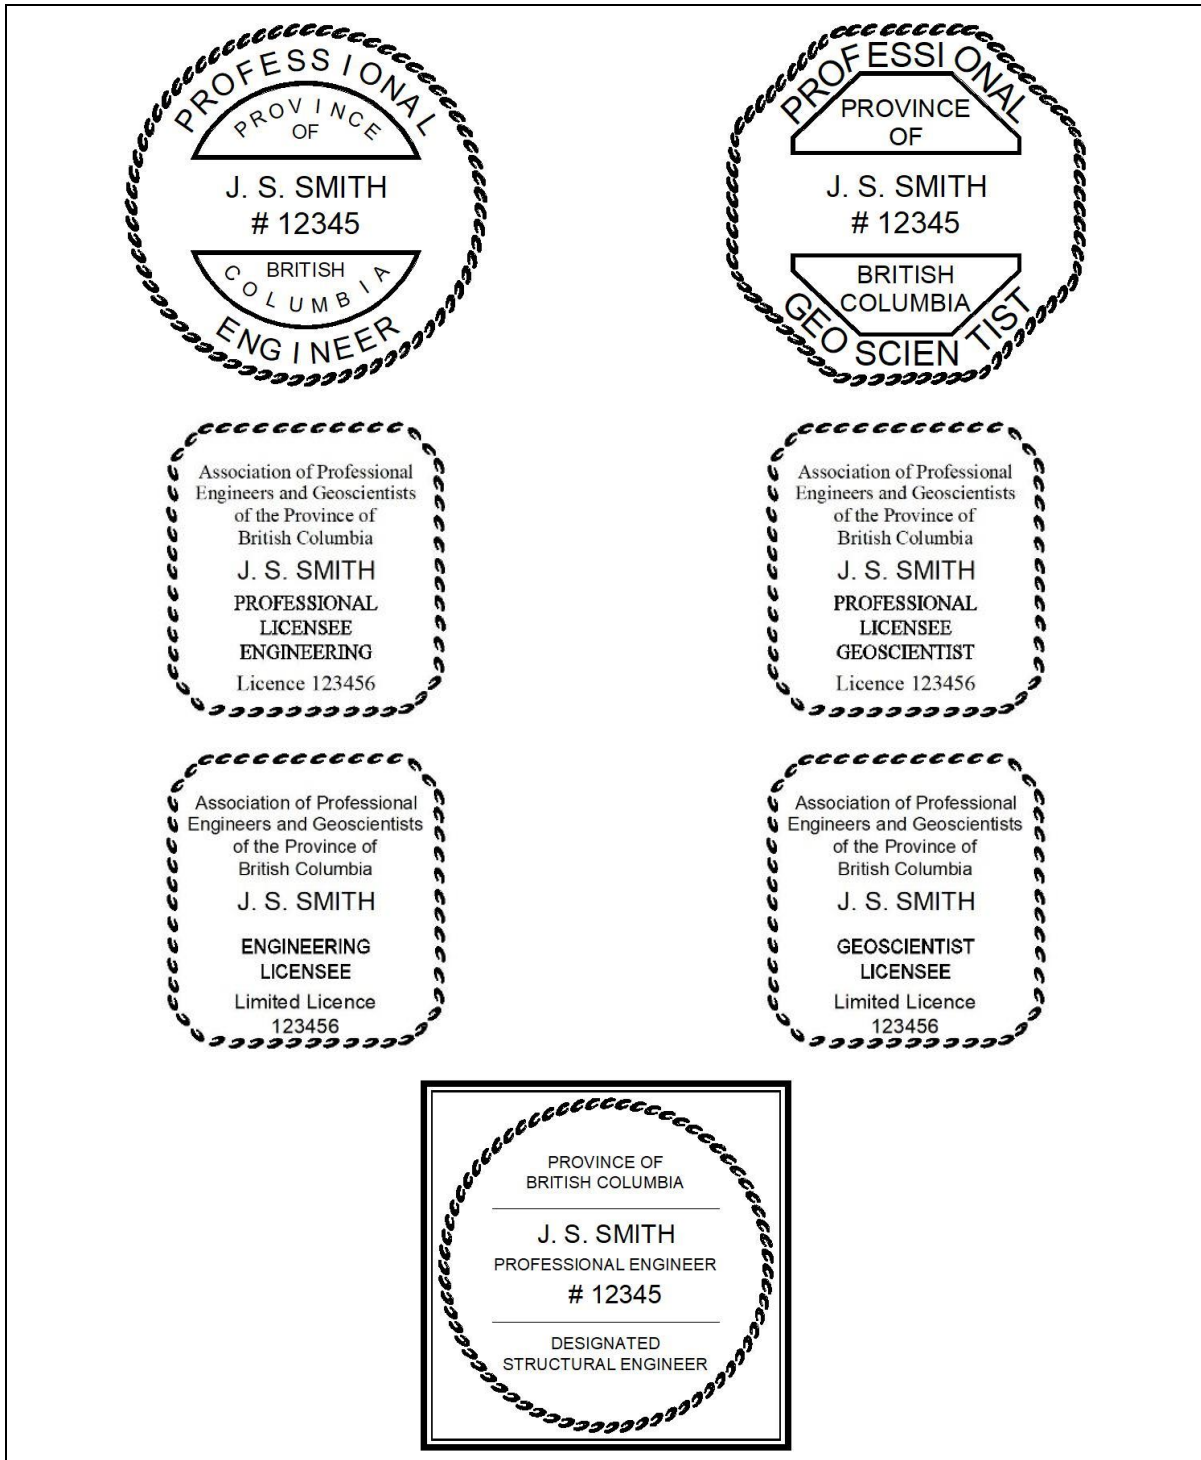 PROFESSIONAL
PROVINCE
OF
J. S. SMITH
# 12345
BRITISH
COLUMBIA
ENGINEER
PROFESSIONAL
PROVINCE
OF
J. S. SMITH
# 12345
BRITISH
COLUMBIA
GEOSCIENTIST
Association of Professional
Engineers and Geoscientists
of the Province of
British Columbia
J. S. SMITH
PROFESSIONAL
LICENSEE
ENGINEERING
Licence 123456
Association of Professional
Engineers and Geoscientists
of the Province of
British Columbia
J. S. SMITH
PROFESSIONAL
LICENSEE
GEOSCIENTIST
Licence 123456
Association of Professional
Engineers and Geoscientists
of the Province of
British Columbia
J. S. SMITH
ENGINEERING
LICENSEE
Limited Licence
123456
Association of Professional
Engineers and Geoscientists
of the Province of
British Columbia
J. S. SMITH
GEOSCIENTIST
LICENSEE
Limited Licence
123456
PROVINCE OF
BRITISH COLUMBIA
J. S. SMITH
PROFESSIONAL ENGINEER
# 12345
DESIGNATED
STRUCTURAL ENGINEER